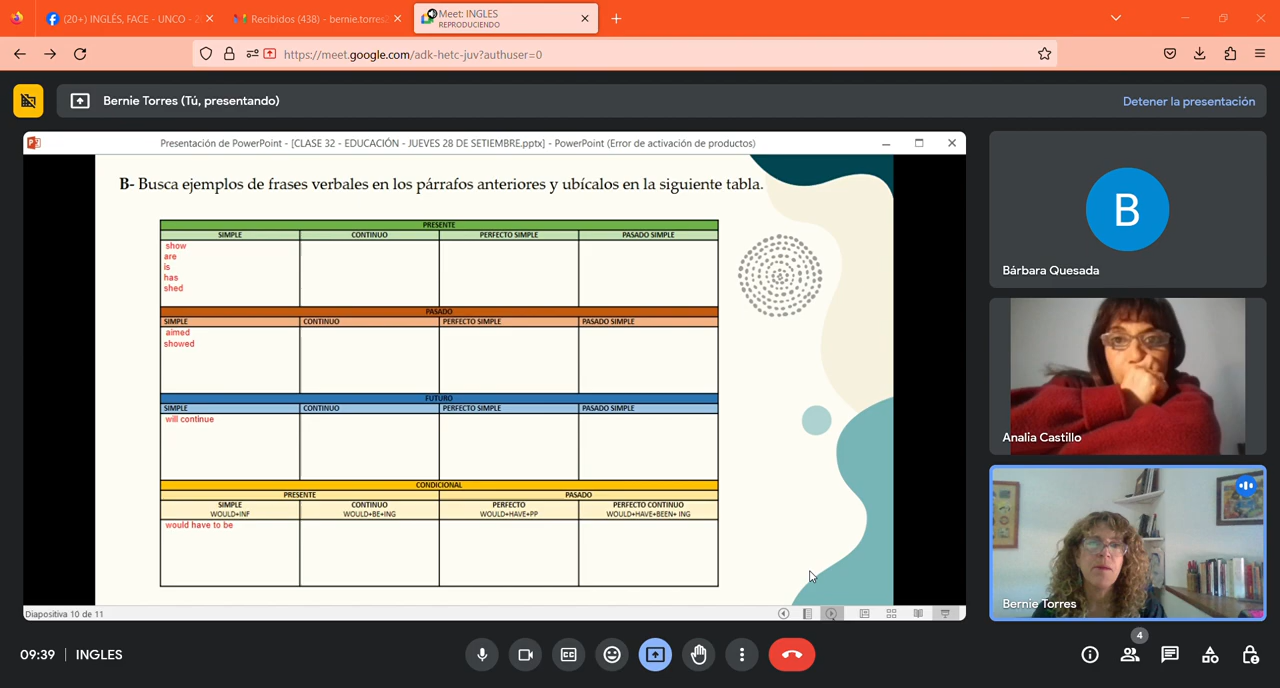 (20+) INGLÉS, FACE - UNCO - 2
Recibidos (438) - bernie.torres
Meet: INGLES
REPRODUCIENDO
https://meet.google.com/adk-hetc-juv?authuser=0
Bernie Torres (Tú, presentando)
Detener la presentación
Presentación de PowerPoint - [CLASE 32 - EDUCACIÓN - JUEVES 28 DE SETIEMBRE.pptx] - PowerPoint (Error de activación de productos)
B- Busca ejemplos de frases verbales en los párrafos anteriores y ubícalos en la siguiente tabla.
PRESENTE
SIMPLE CONTINUO PERFECTO SIMPLE PASADO SIMPLE
show
are
is
has
shed
PASADO
SIMPLE CONTINUO PERFECTO SIMPLE PASADO SIMPLE
aimed
showed
FUTURO
SIMPLE CONTINUO PERFECTO SIMPLE PASADO SIMPLE
will continue
CONDICIONAL
PRESENTE PASADO
SIMPLE CONTINUO PERFECTO PERFECTO CONTINUO
WOULD+INF WOULD+BE+ING WOULD+HAVE+PP WOULD+HAVE+BEEN+ ING
would have to be
Diapositiva 10 de 11
B
Bárbara Quesada
Analia Castillo
Bernie Torres
09:39 | INGLES
4